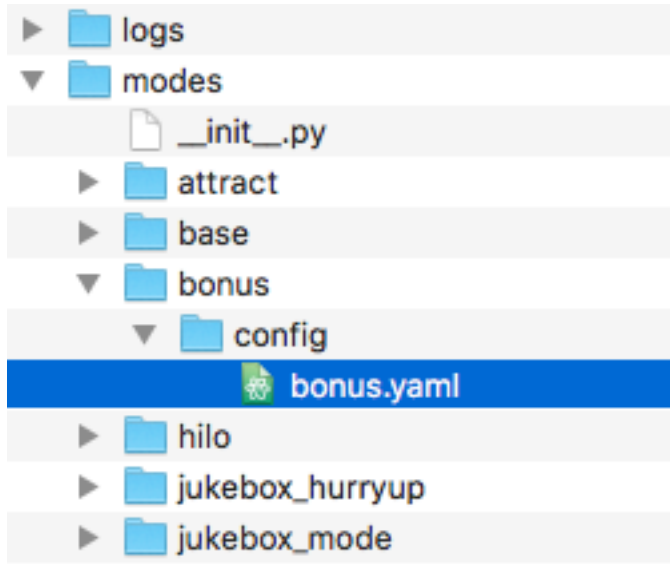 logs
modes
__init__.py
attract
base
bonus
config
bonus.yaml
hilo
jukebox_hurryup
jukebox_mode